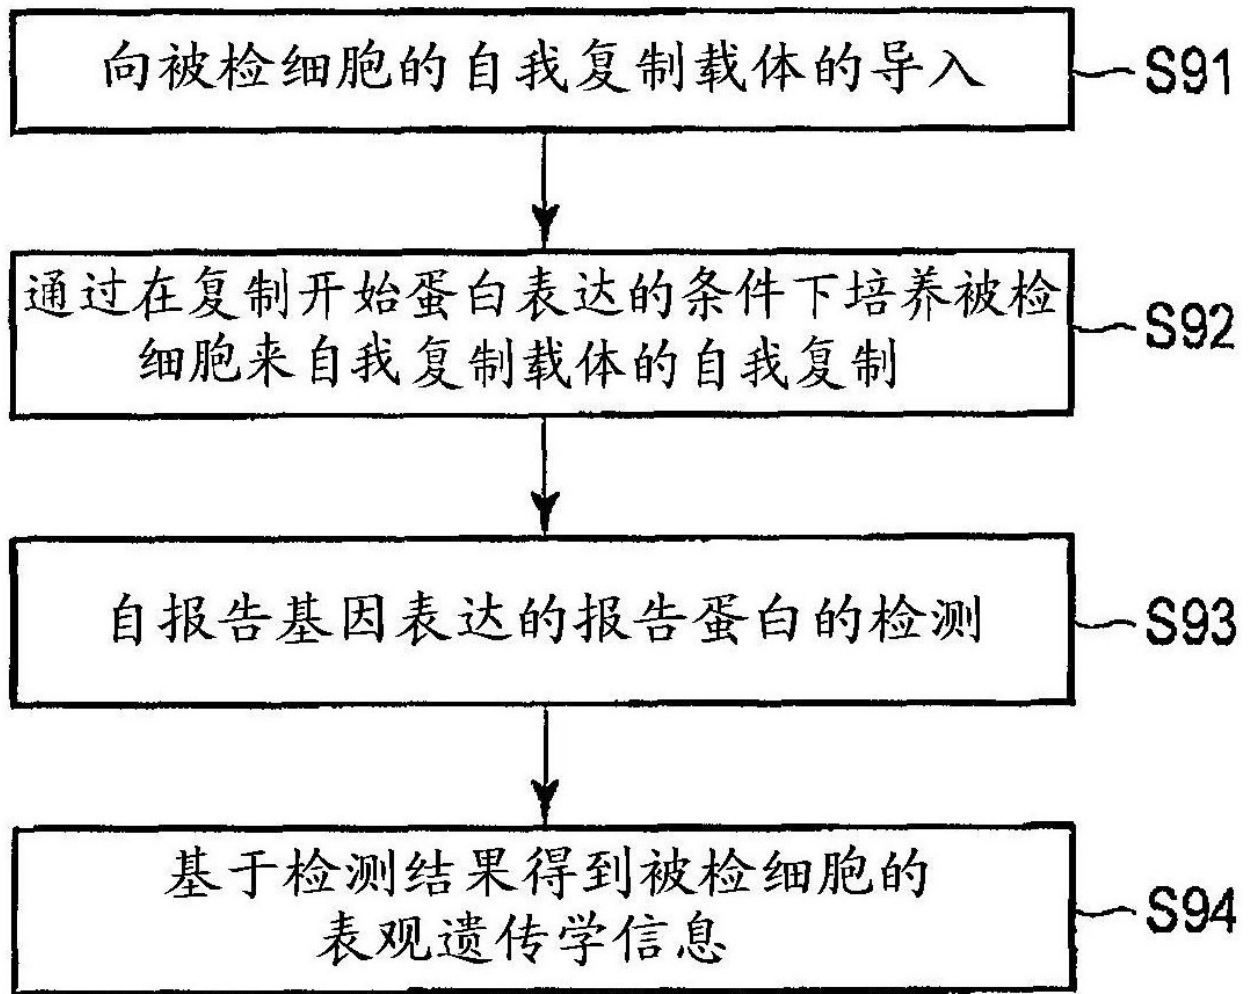 向被检细胞的自我复制载体的导入
S91
通过在复制开始蛋白表达的条件下培养被检
细胞来自我复制载体的自我复制
S92
自报告基因表达的报告蛋白的检测
S93
基于检测结果得到被检细胞的
表观遗传学信息
S94